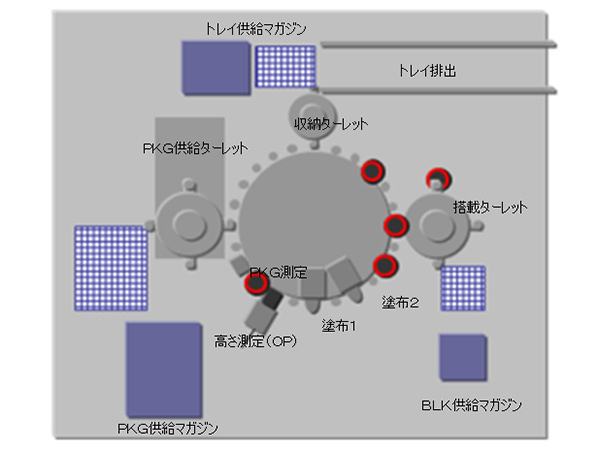 トレイ供給マガジン
トレイ排出
収納ターレット
PKG供給ターレット
搭載ターレット
PKG測定
塗布2
塗布1
高さ測定(OP)
BLK供給マガジン
PKG供給マガジン